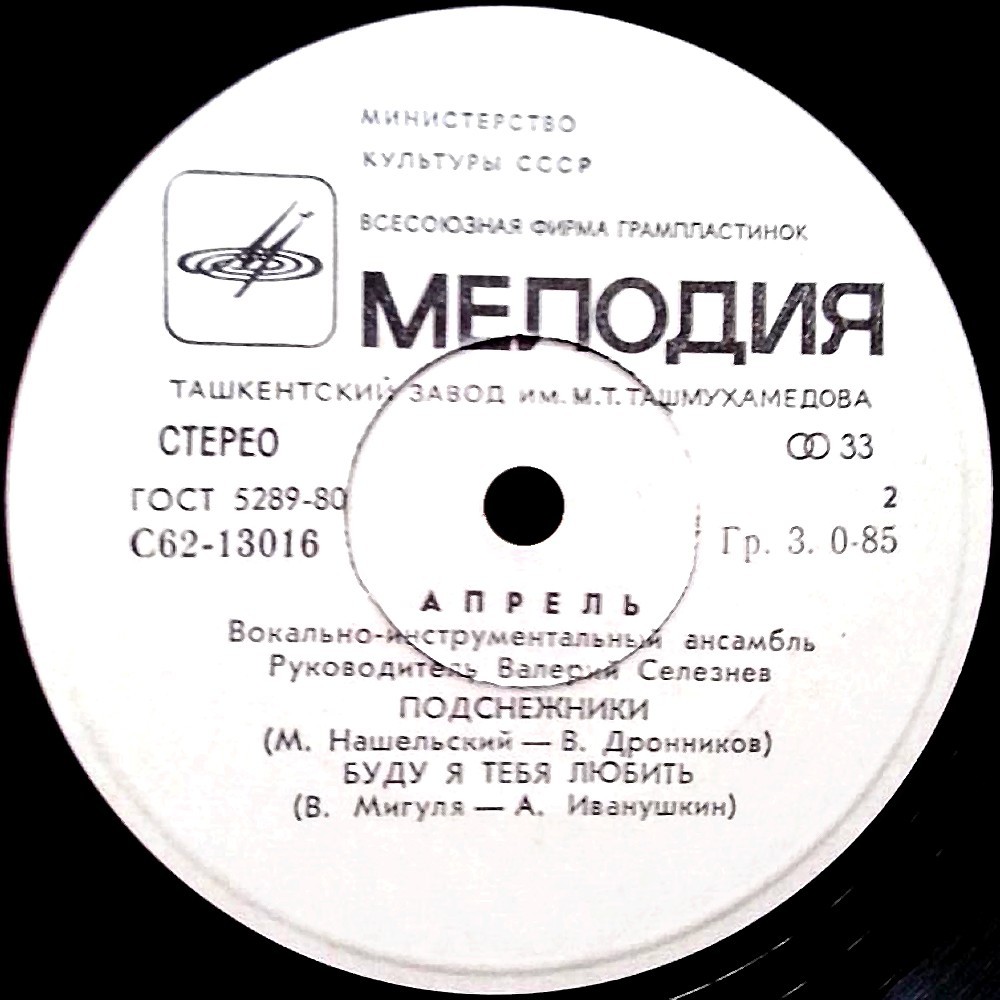 МИНИСТЕРСТВО
КУЛЬТУРЫ СССР
ВСЕСОЮЗНАЯ ФИРМА ГРАМПЛАСТИНОК
МЕЛОДИЯ
ТАШКЕНТСКИЙ ЗАВОД им. М.Т. ТАШМУХАМЕДОВА
СТЕРЕО 33
ГОСТ 5289-80 2
С62-13016 Гр. 3. 0-85
АПРЕЛЬ
Вокально-инструментальный ансамбль
Руководитель Валерий Селезнев
ПОДСНЕЖНИКИ
(М. Нашельский — В. Дронников)
БУДУ Я ТЕБЯ ЛЮБИТЬ
(В. Мигуля — А. Иванушкин)